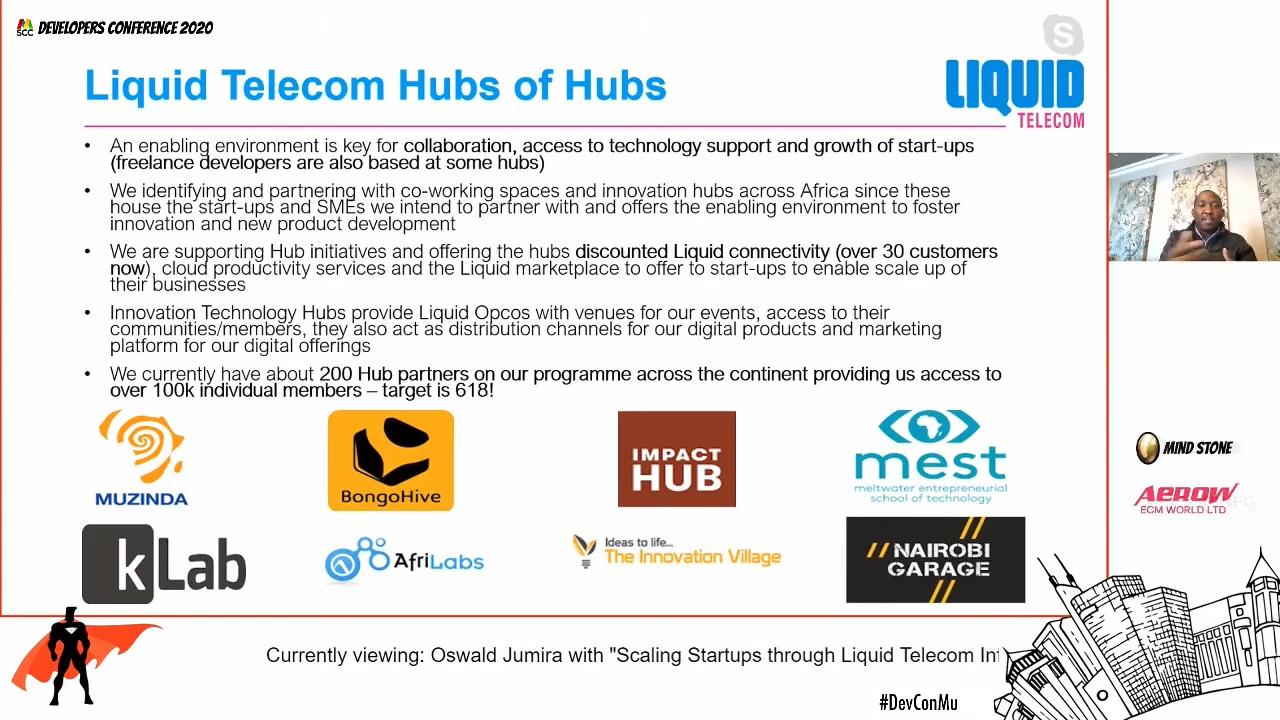 SCC DEVELOPERS CONFERENCE 2020
S
LIQUID
TELECOM
Liquid Telecom Hubs of Hubs
• An enabling environment is key for collaboration, access to technology support and growth of start-ups
(freelance developers are also based at some hubs)
• We identifying and partnering with co-working spaces and innovation hubs across Africa since these
house the start-ups and SMEs we intend to partner with and offers the enabling environment to foster
innovation and new product development
• We are supporting Hub initiatives and offering the hubs discounted Liquid connectivity (over 30 customers
now), cloud productivity services and the Liquid marketplace to offer to start-ups to enable scale up of
their businesses
• Innovation Technology Hubs provide Liquid Opcos with venues for our events, access to their
communities/members, they also act as distribution channels for our digital products and marketing
platform for our digital offerings
• We currently have about 200 Hub partners on our programme across the continent providing us access to
over 100k individual members – target is 618!
MUZINDA
BongoHive
IMPACT
HUB
mest
meltwater entrepreneurial
school of technology
kLab
AfriLabs
Ideas to life...
The Innovation Village
NAIROBI
GARAGE
MIND STONE
AEROW
ECM WORLD LTD
Currently viewing: Oswald Jumira with "Scaling Startups through Liquid Telecom
#DevConMu